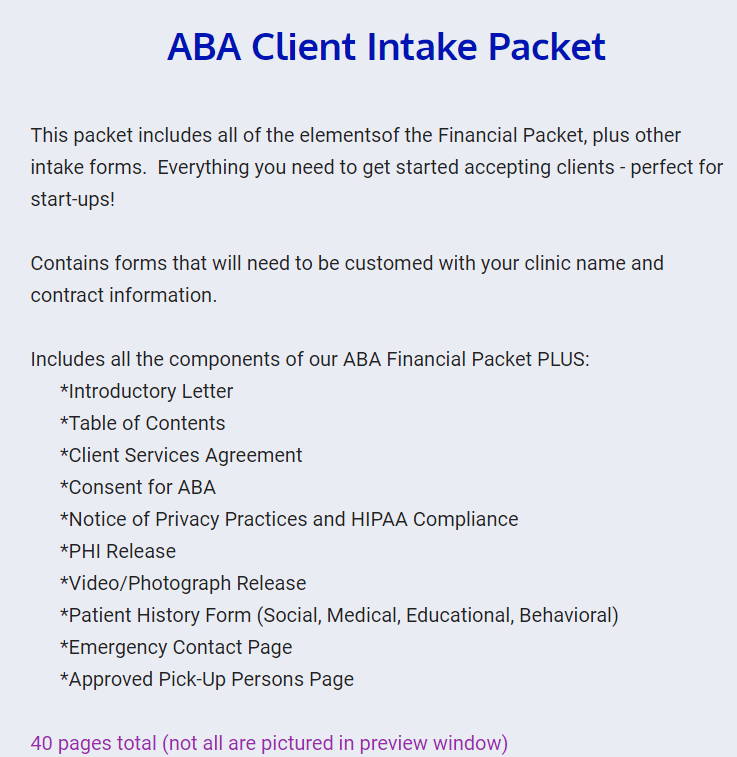 ABA Client Intake Packet
This packet includes all of the elementsof the Financial Packet, plus other
intake forms.  Everything you need to get started accepting clients - perfect for
start-ups!
Contains forms that will need to be customed with your clinic name and
contract information.
Includes all the components of our ABA Financial Packet PLUS:
*Introductory Letter
*Table of Contents
*Client Services Agreement
*Consent for ABA
*Notice of Privacy Practices and HIPAA Compliance
*PHI Release
*Video/Photograph Release
*Patient History Form (Social, Medical, Educational, Behavioral)
*Emergency Contact Page
*Approved Pick-Up Persons Page
40 pages total (not all are pictured in preview window)